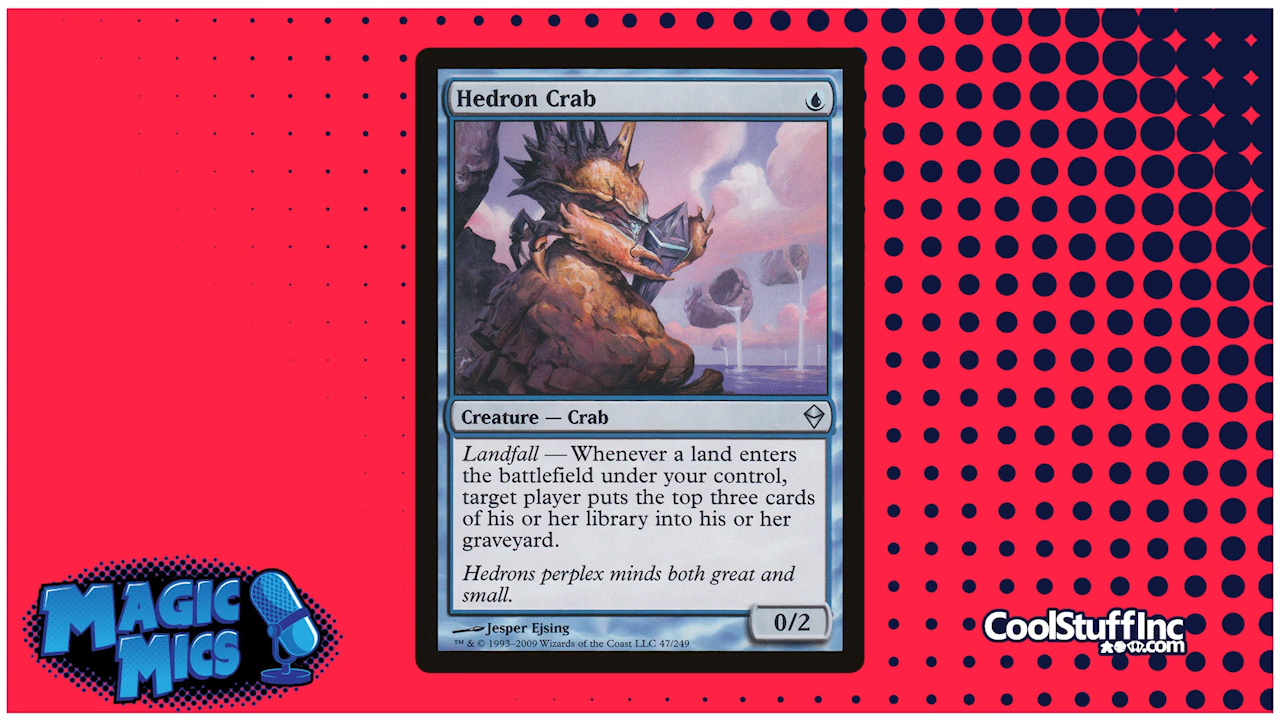 Hedron Crab
Creature — Crab
Landfall — Whenever a land enters
the battlefield under your control,
target player puts the top three cards
of his or her library into his or her
graveyard.
Hedrons perplex minds both great and
small.
0/2
Jesper Ejsing
™ & © 1993–2009 Wizards of the Coast LLC 47/249
MAGIC
MICS
CoolStuffInc
.com